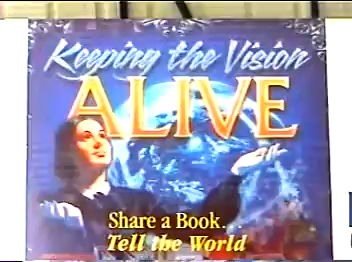 Keeping the Vision
ALIVE
Share a Book.
Tell the World